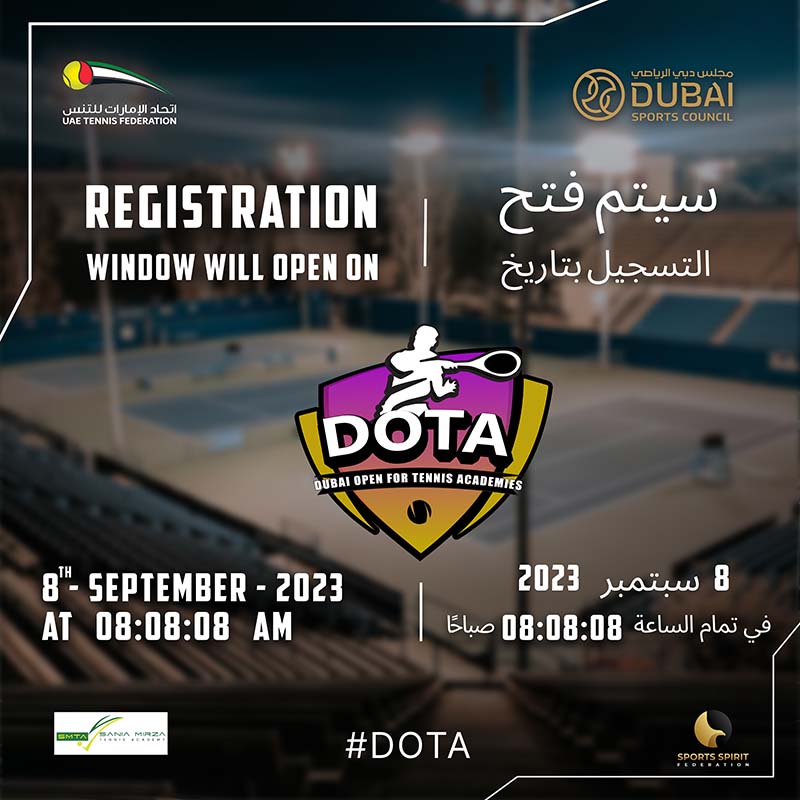 اتحاد الإمارات للتنس
UAE TENNIS FEDERATION
مجلس دبي الرياضي
DUBAI
SPORTS COUNCIL
REGISTRATION
WINDOW WILL OPEN ON
سيتم فتح
التسجيل بتاريخ
DOTA
DUBAI OPEN FOR TENNIS ACADEMIES
8TH- SEPTEMBER - 2023
AT 08:08:08 AM
8 سبتمبر 2023
في تمام الساعة 08:08:08 صباحًا
SMTA SANIA MIRZA
TENNIS ACADEMY
#DOTA
SPORTS SPIRIT
FEDERATION